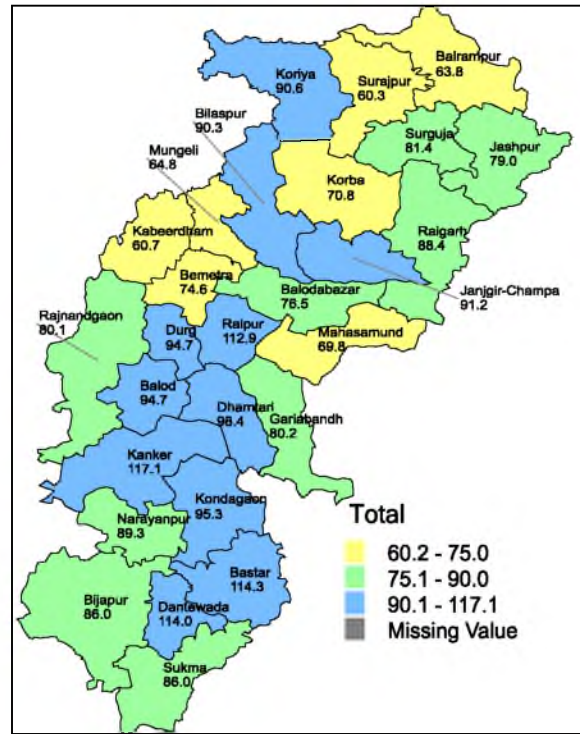 Balrampur
63.8
Koriya
90.6
Surajpur
60.3
Bilaspur
90.3
Surguja
81.4
Jashpur
79.0
Mungeli
64.8
Korba
70.8
Kabeerdham
60.7
Raigarh
88.4
Bemetra
74.6
Balodabazar
76.5
Janjgir-Champa
91.2
Rajnandgaon
80.1
Durg
94.7
Raipur
112.9
Mahasamund
69.8
Balod
94.7
Dhamtari
98.4
Gariabandh
80.2
Kanker
117.1
Kondagaon
95.3
Narayanpur
89.3
Bastar
114.3
Bijapur
86.0
Dantewada
114.0
Sukma
86.0
Total
60.2 - 75.0
75.1 - 90.0
90.1 - 117.1
Missing Value